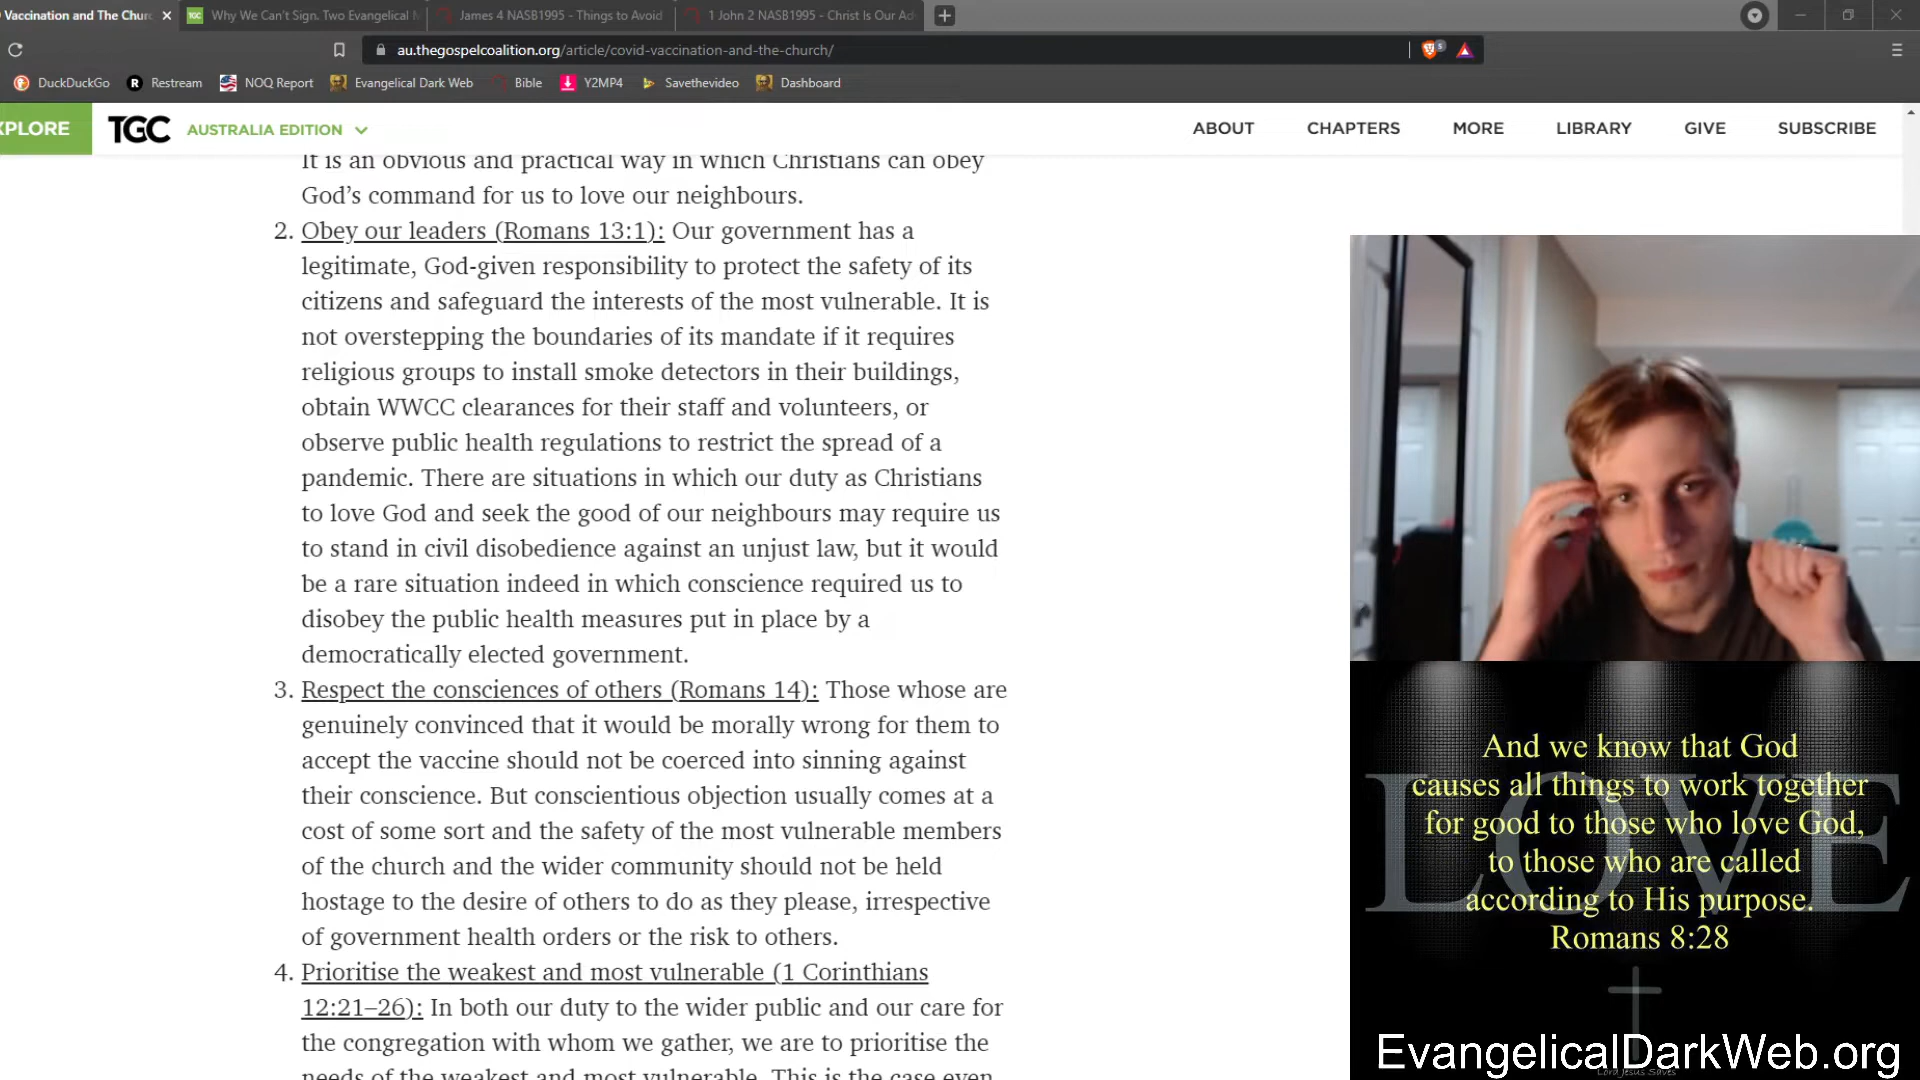 Vaccination and The Churc
Why We Can't Sign. Two Evangelical M
James 4 NASB1995 - Things to Avoid
1 John 2 NASB1995 - Christ Is Our Adv
au.thegospelcoalition.org/article/covid-vaccination-and-the-church/
5
DuckDuckGo
Restream
NOQ Report
Evangelical Dark Web
Bible
Y2MP4
Savethevideo
Dashboard
XPLORE
TGC
AUSTRALIA EDITION
ABOUT
CHAPTERS
MORE
LIBRARY
GIVE
SUBSCRIBE
It is an obvious and practical way in which Christians can obey
God's command for us to love our neighbours.
2. Obey our leaders (Romans 13:1): Our government has a
legitimate, God-given responsibility to protect the safety of its
citizens and safeguard the interests of the most vulnerable. It is
not overstepping the boundaries of its mandate if it requires
religious groups to install smoke detectors in their buildings,
obtain WWCC clearances for their staff and volunteers, or
observe public health regulations to restrict the spread of a
pandemic. There are situations in which our duty as Christians
to love God and seek the good of our neighbours may require us
to stand in civil disobedience against an unjust law, but it would
be a rare situation indeed in which conscience required us to
disobey the public health measures put in place by a
democratically elected government.
3. Respect the consciences of others (Romans 14): Those whose are
genuinely convinced that it would be morally wrong for them to
accept the vaccine should not be coerced into sinning against
their conscience. But conscientious objection usually comes at a
cost of some sort and the safety of the most vulnerable members
of the church and the wider community should not be held
hostage to the desire of others to do as they please, irrespective
of government health orders or the risk to others.
4. Prioritise the weakest and most vulnerable (1 Corinthians
12:21–26): In both our duty to the wider public and our care for
the congregation with whom we gather, we are to prioritise the
needs of the weakest and most vulnerable. This is the case even
LOVE
And we know that God
causes all things to work together
for good to those who love God,
to those who are called
according to His purpose.
Romans 8:28
EvangelicalDarkWeb.org
Lord Jesus Saves